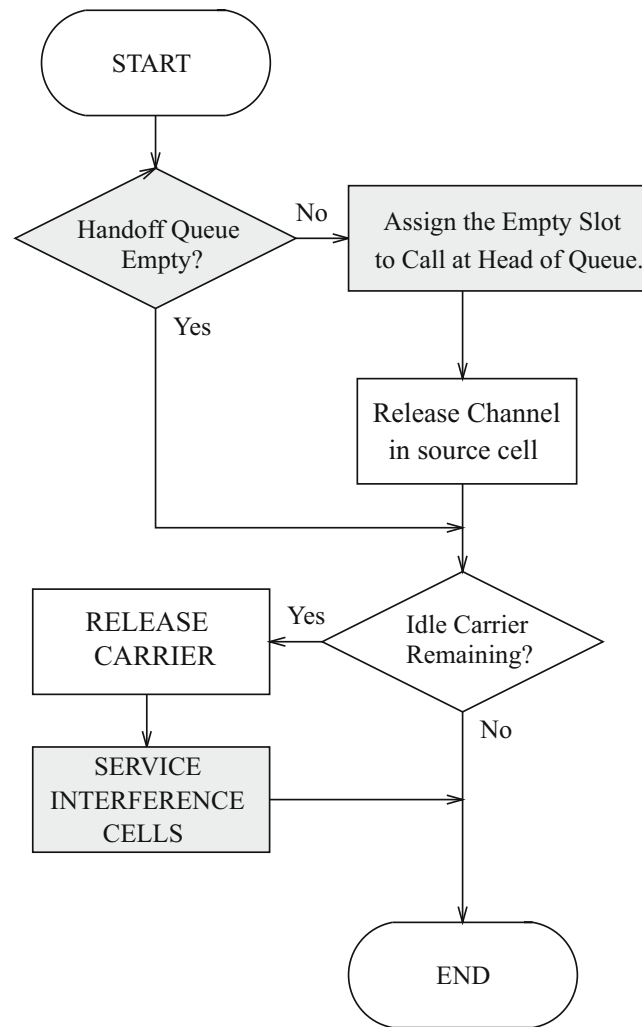 START
Handoff Queue
Empty?
No
Assign the Empty Slot
to Call at Head of Queue.
Yes
Release Channel
in source cell
Idle Carrier
Remaining?
Yes
RELEASE
CARRIER
No
SERVICE
INTERFERENCE
CELLS
END